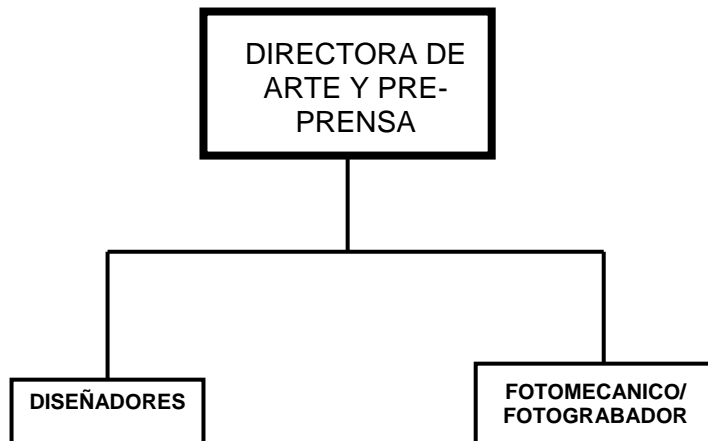 DIRECTORA DE
ARTE Y PRE-
PRENSA
DISEÑADORES
FOTOMECANICO/
FOTOGRABADOR